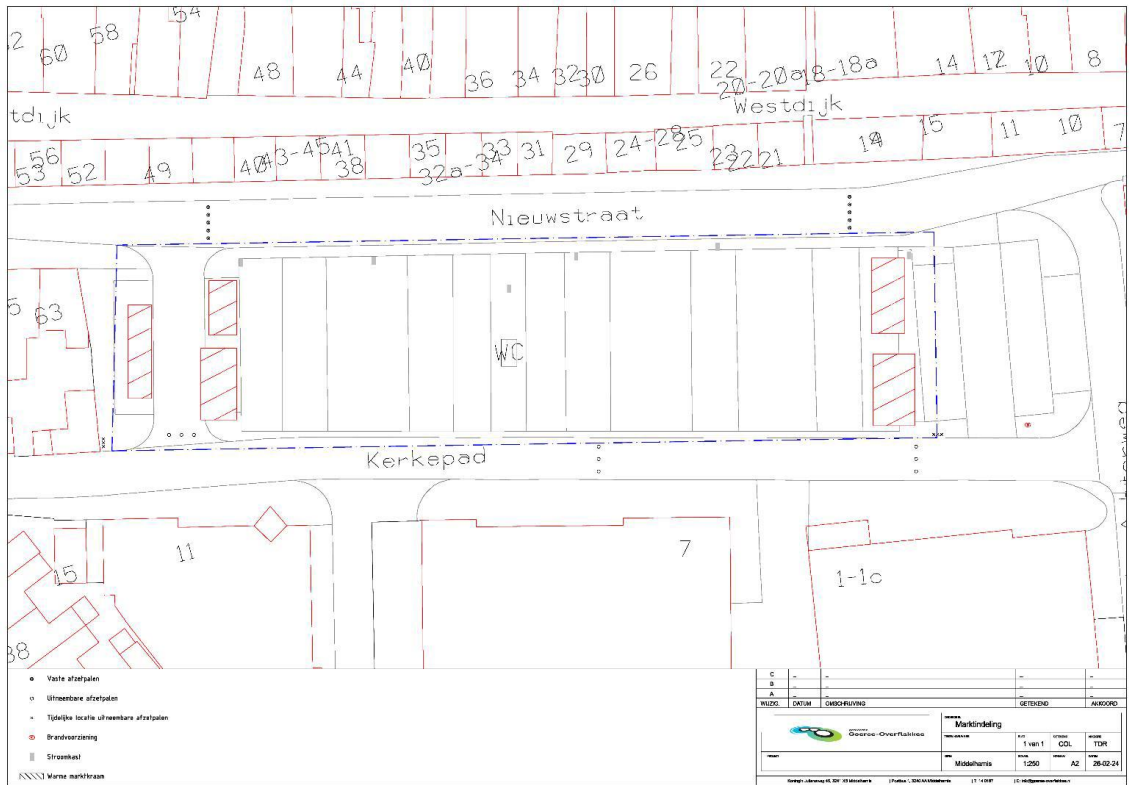 54
60
58
48
44
40
36
34
32
30
26
22
20-20a
18-18a
14
12
10
8
tdijk
Westdijk
56
53
52
49
40
43-45
41
38
35
32a-34
33
31
29
24-28
25
23
22
21
19
15
11
10
7
Nieuwstraat
63
WC
Kerkepad
15
11
7
1-1c
Vaste afzetpalen
Uitneembare afzetpalen
Tijdelijke locatie uitneembare afzetpalen
Brandvoorziening
Stroomkast
Warme marktkraam
C - - - -
B - - - -
A - - - -
WIJZIG. DATUM OMSCHRIJVING GETEKEND AKKOORD
Goeree-Overflakkee
Marktindeling
1 van 1 COL TDR
Middelharnis 1:250 A2 26-02-24